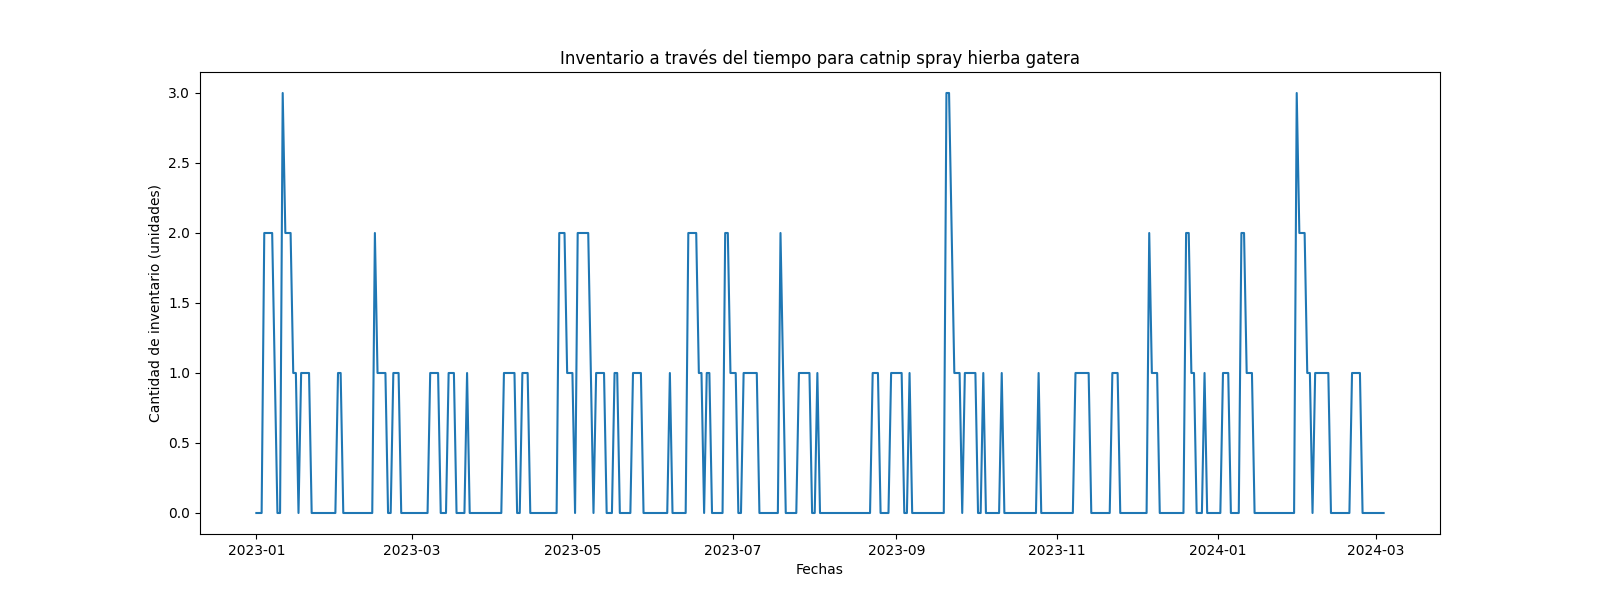 Inventario a través del tiempo para catnip spray hierba gatera
Cantidad de inventario (unidades)
3.0
2.5
2.0
1.5
1.0
0.5
0.0
2023-01 2023-03 2023-05 2023-07 2023-09 2023-11 2024-01 2024-03
Fechas